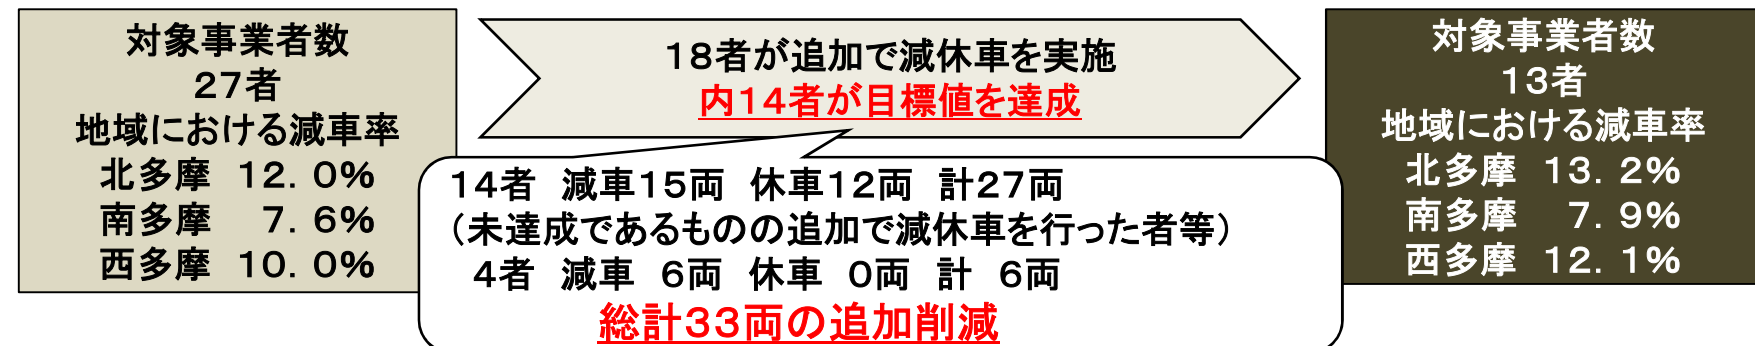 対象事業者数
27者
地域における減車率
北多摩 12.0%
南多摩 7.6%
西多摩 10.0%
18者が追加で減休車を実施
内14者が目標値を達成
14者 減車15両 休車12両 計27両
（未達成であるものの追加で減休車を行った者等）
4者 減車 6両 休車 0両 計 6両
総計33両の追加削減
対象事業者数
13者
地域における減車率
北多摩 13.2%
南多摩 7.9%
西多摩 12.1%